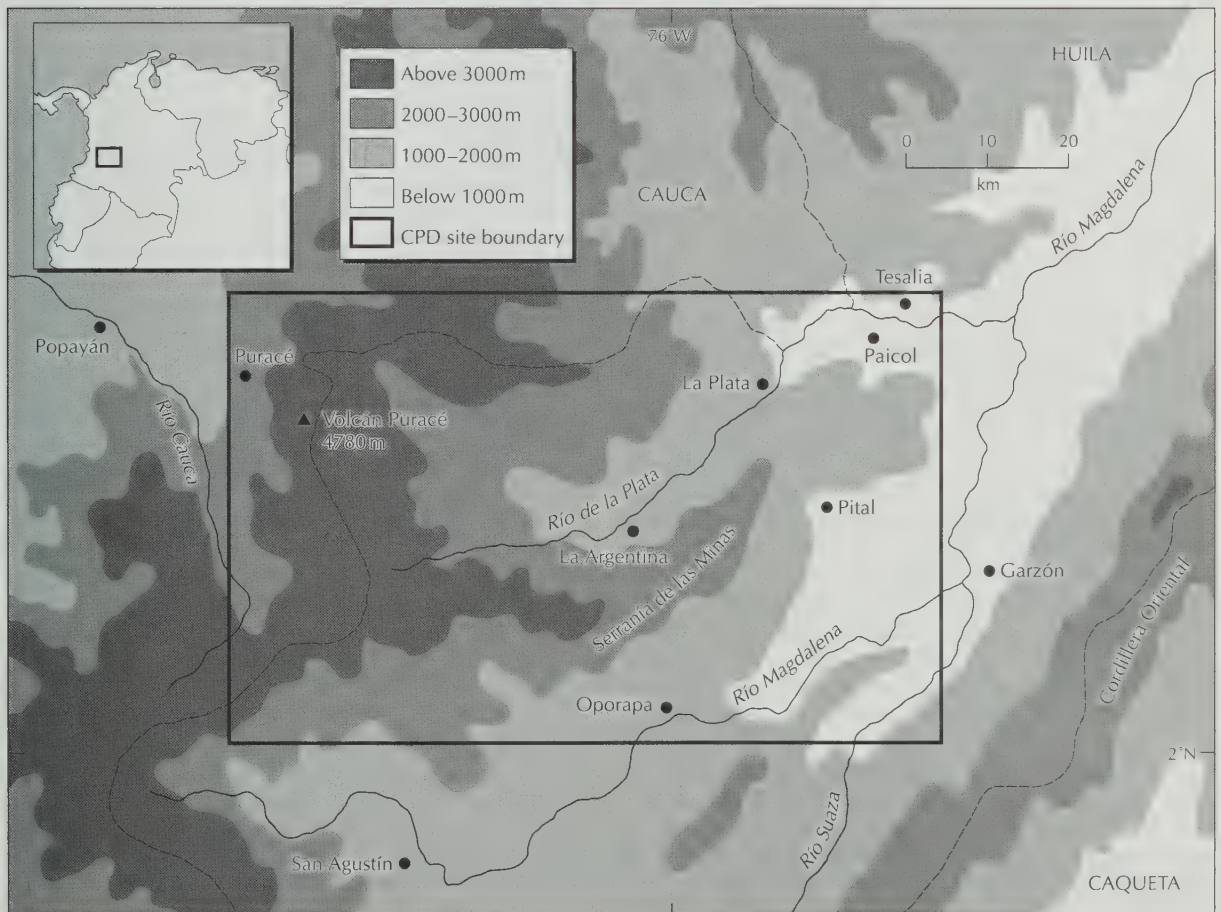 Above 3000 m
2000–3000 m
1000–2000 m
Below 1000 m
CPD site boundary
76 W
HUILA
0 10 20
km
CAUCA
Río Magdalena
Tesalia
Popayán
Puracé
Paicol
La Plata
Volcán Puracé
4780 m
Río Cauca
Río de la Plata
Pital
La Argentina
Serranía de las Minas
Garzón
Cordillera Oriental
Río Magdalena
Oporapa
2°N
Río Suaza
San Agustín
CAQUETA